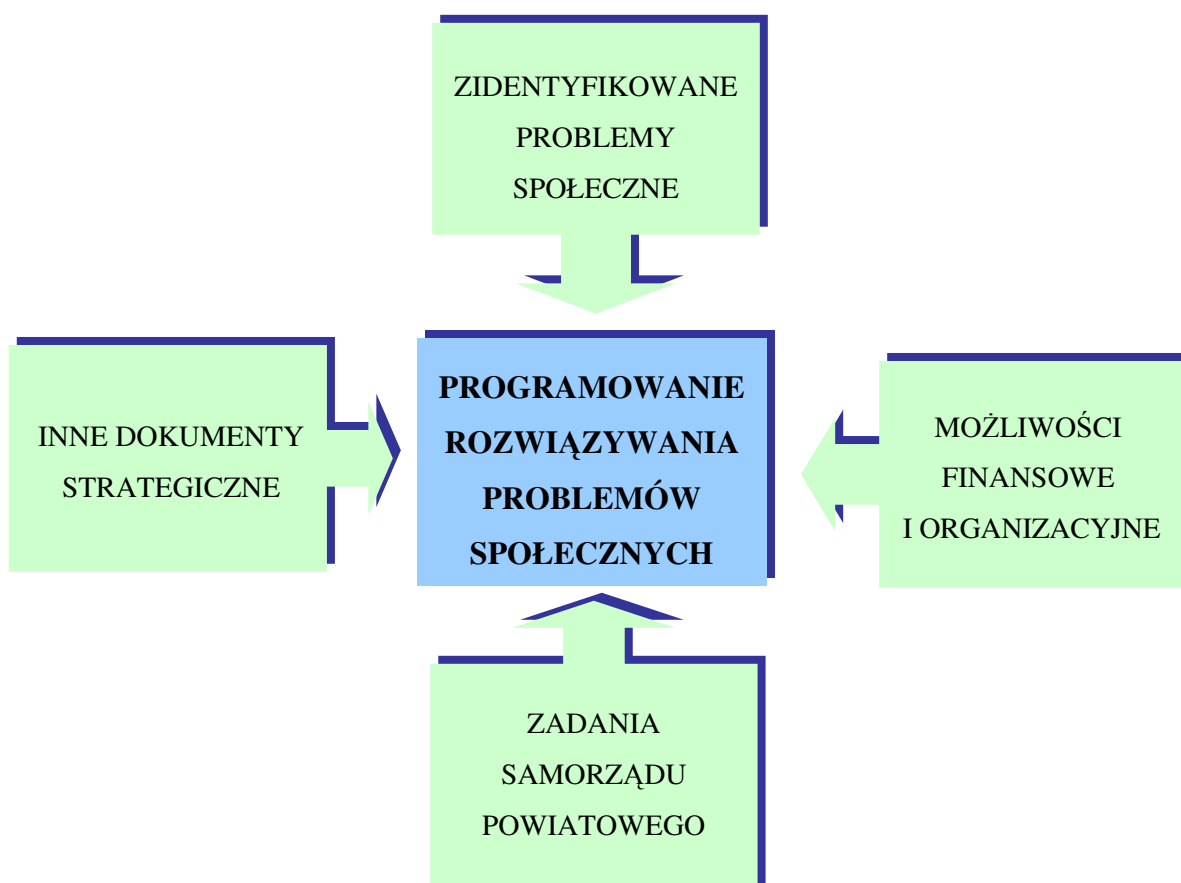 ZIDENTYFIKOWANE
PROBLEMY
SPOŁECZNE
INNE DOKUMENTY
STRATEGICZNE
PROGRAMOWANIE
ROZWIĄZYWANIA
PROBLEMÓW
SPOŁECZNYCH
MOŻLIWOŚCI
FINANSOWE
I ORGANIZACYJNE
ZADANIA
SAMORZĄDU
POWIATOWEGO